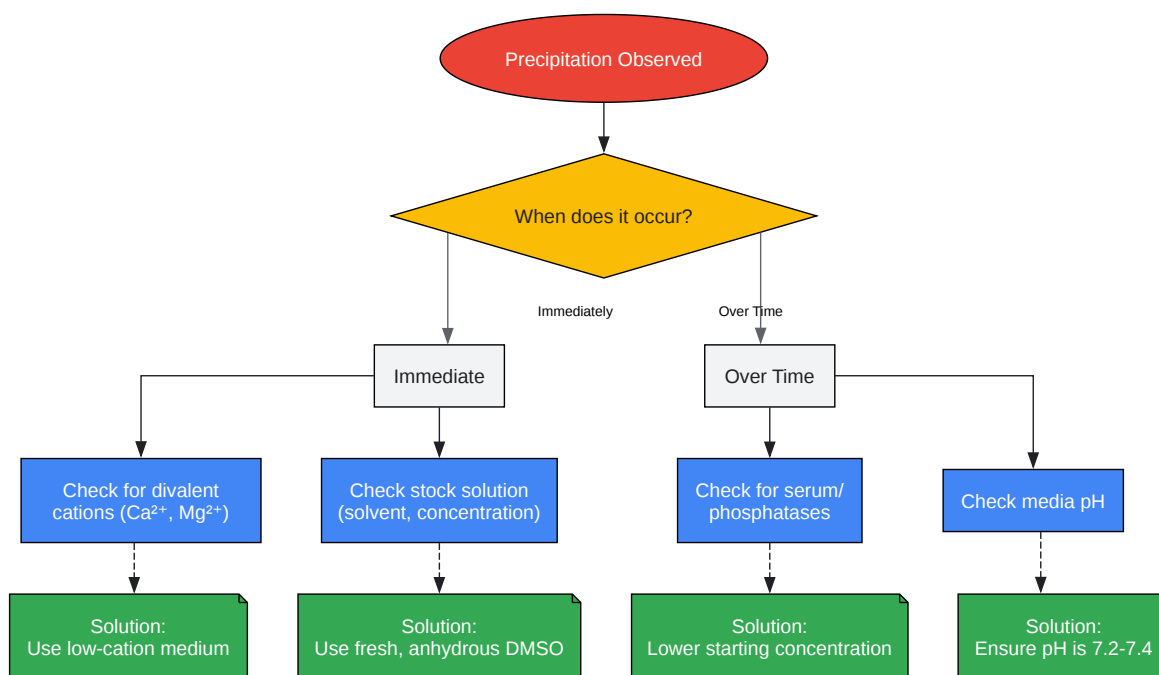 Precipitation Observed
When does it occur?
Immediately
Over Time
Immediate
Over Time
Check for divalent
cations (Ca²⁺, Mg²⁺)
Check stock solution
(solvent, concentration)
Check for serum/
phosphatases
Check media pH
Solution:
Use low-cation medium
Solution:
Use fresh, anhydrous DMSO
Solution:
Lower starting concentration
Solution:
Ensure pH is 7.2-7.4